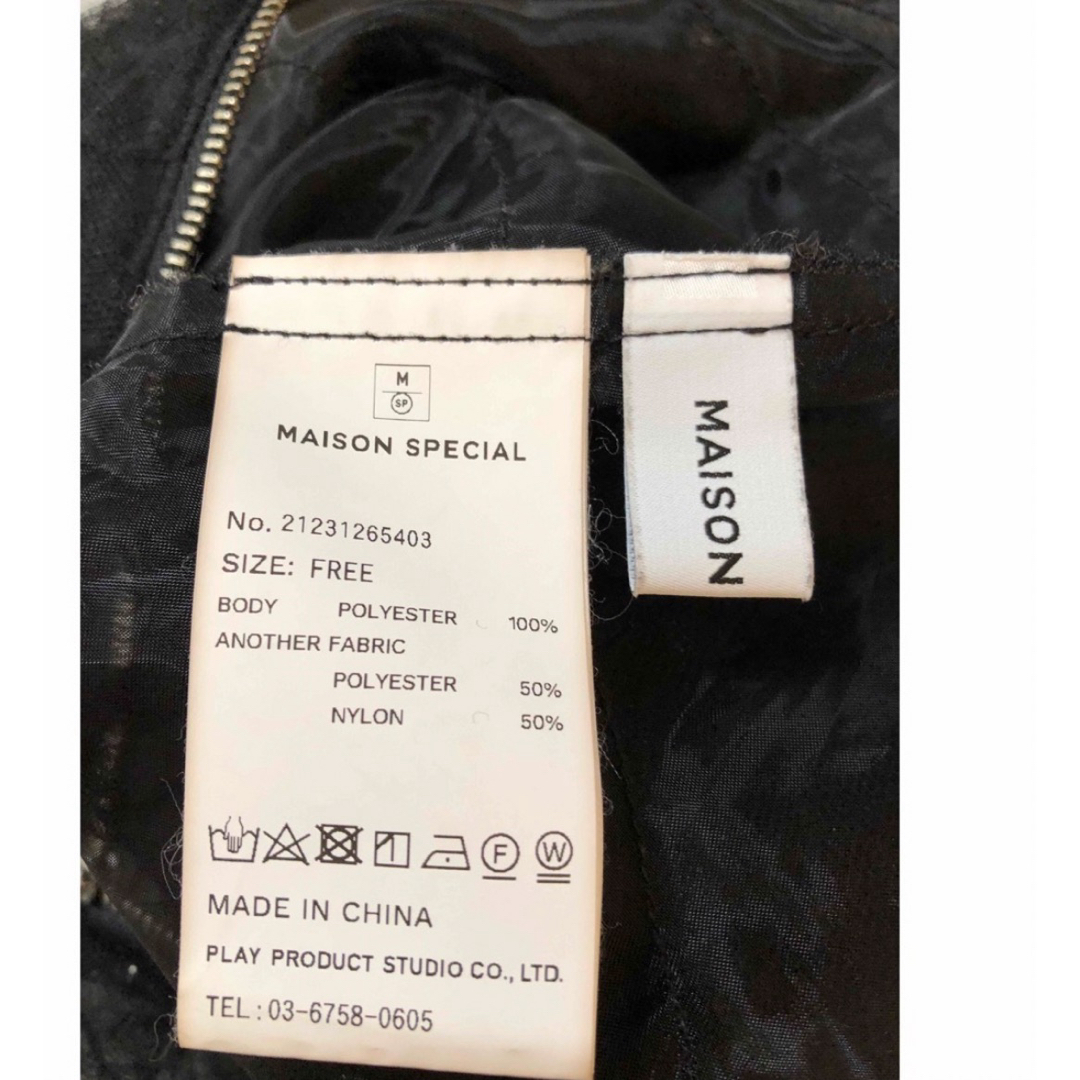 M
SP
MAISON SPECIAL
No. 21231265403
SIZE: FREE
BODY POLYESTER 100%
ANOTHER FABRIC
POLYESTER 50%
NYLON 50%
F W
MADE IN CHINA
PLAY PRODUCT STUDIO CO., LTD.
TEL : 03-6758-0605
MAISON